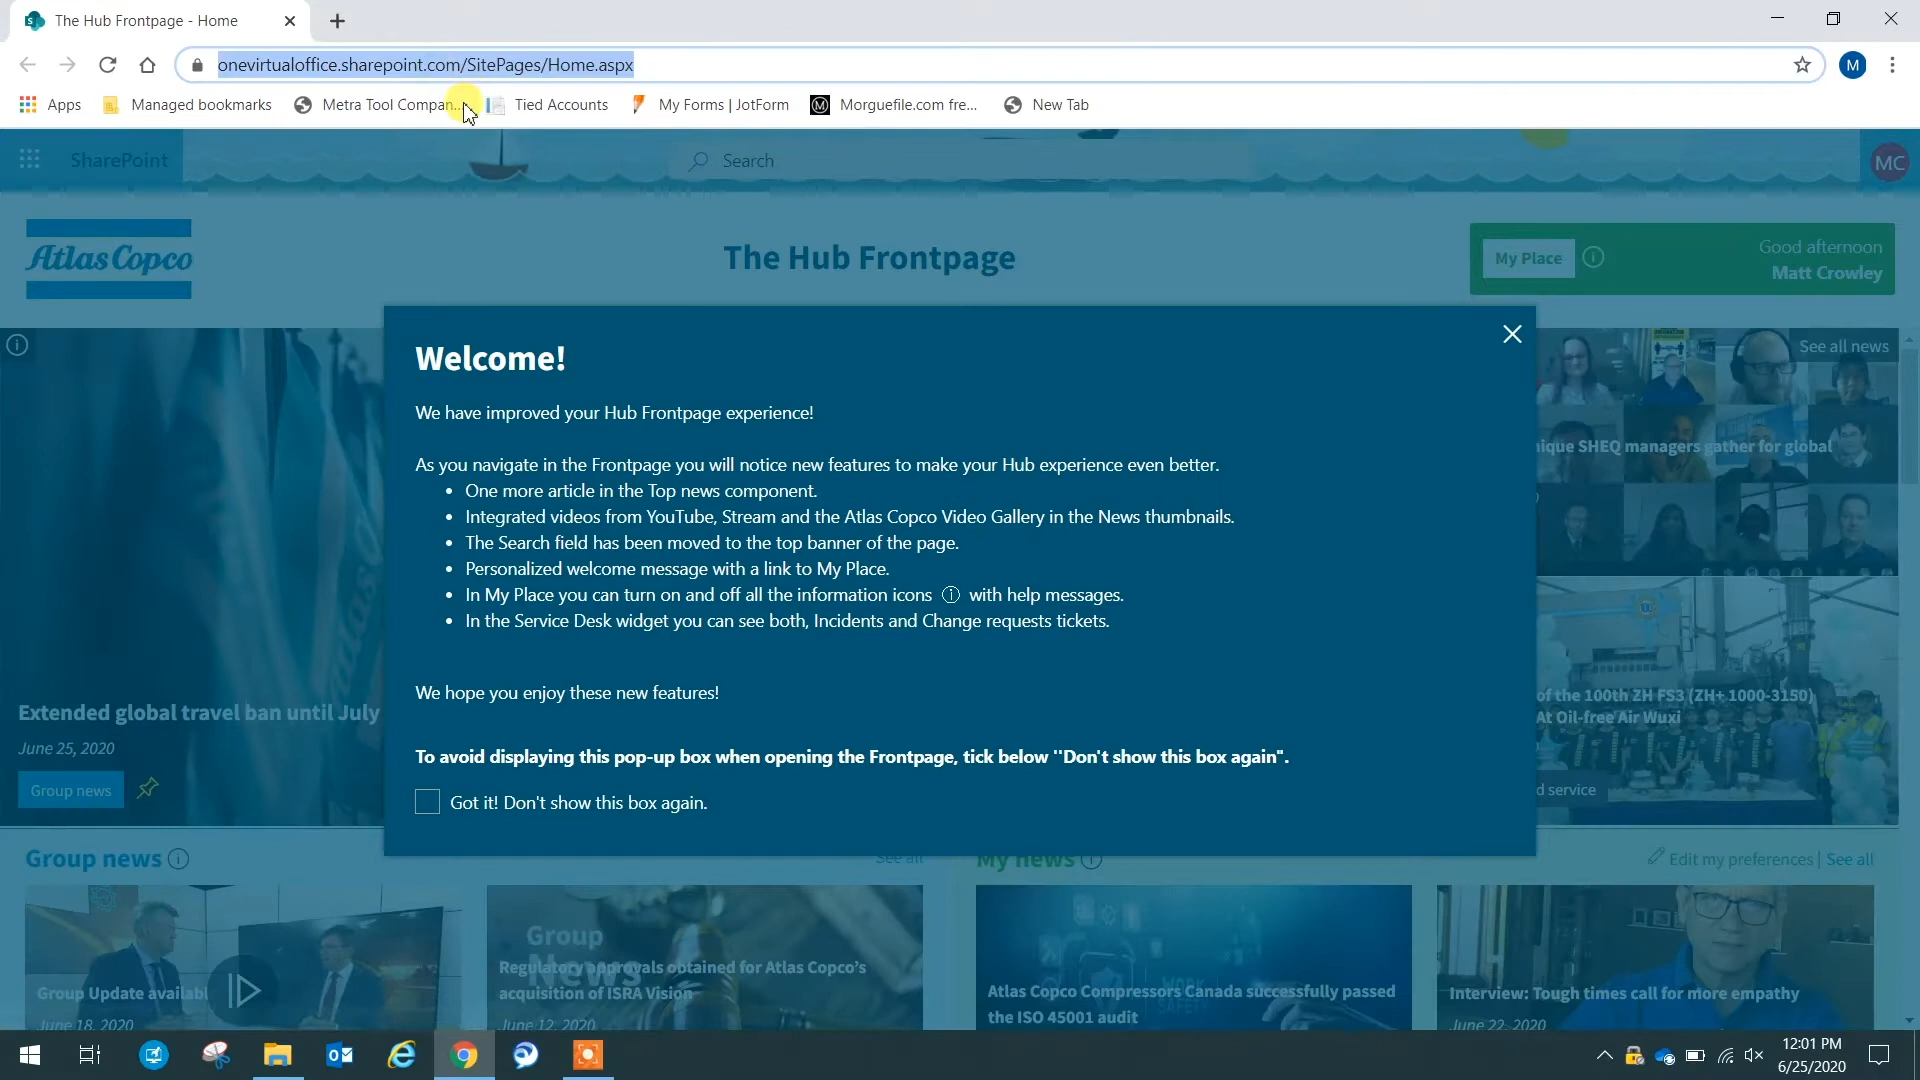 The Hub Frontpage - Home
onevirtualoffice.sharepoint.com/SitePages/Home.aspx
M
Apps
Managed bookmarks
Metra Tool Compan...
Tied Accounts
My Forms | JotForm
Morguefile.com fre...
New Tab
SharePoint
Search
MC
Atlas Copco
The Hub Frontpage
My Place
Good afternoon
Matt Crowley
Welcome!
See all news
We have improved your Hub Frontpage experience!
As you navigate in the Frontpage you will notice new features to make your Hub experience even better.
• One more article in the Top news component.
• Integrated videos from YouTube, Stream and the Atlas Copco Video Gallery in the News thumbnails.
• The Search field has been moved to the top banner of the page.
• Personalized welcome message with a link to My Place.
• In My Place you can turn on and off all the information icons ⓘ with help messages.
• In the Service Desk widget you can see both, Incidents and Change requests tickets.
We hope you enjoy these new features!
To avoid displaying this pop-up box when opening the Frontpage, tick below "Don't show this box again".
Got it! Don't show this box again.
Extended global travel ban until July
June 25, 2020
Group news
ique SHEQ managers gather for global
of the 100th ZH FS3 (ZH+ 1000-3150)
At Oil-free Air Wuxi
d service
Group news
See all
My news
Edit my preferences | See all
Group Update availabl
June 18, 2020
Group
News
Regulatory approvals obtained for Atlas Copco's
acquisition of ISRA Vision
June 12, 2020
Atlas Copco Compressors Canada successfully passed
the ISO 45001 audit
Interview: Tough times call for more empathy
June 22, 2020
12:01 PM
6/25/2020